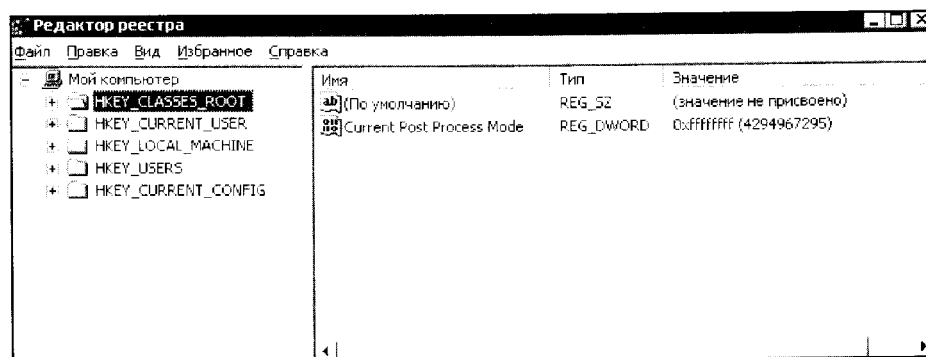 Редактор реестра
Файл Правка Вид Избранное Справка
Мой компьютер
HKEY_CLASSES_ROOT
HKEY_CURRENT_USER
HKEY_LOCAL_MACHINE
HKEY_USERS
HKEY_CURRENT_CONFIG
Имя Тип Значение
(По умолчанию) REG_SZ (значение не присвоено)
Current Post Process Mode REG_DWORD 0xffffffff (4294967295)